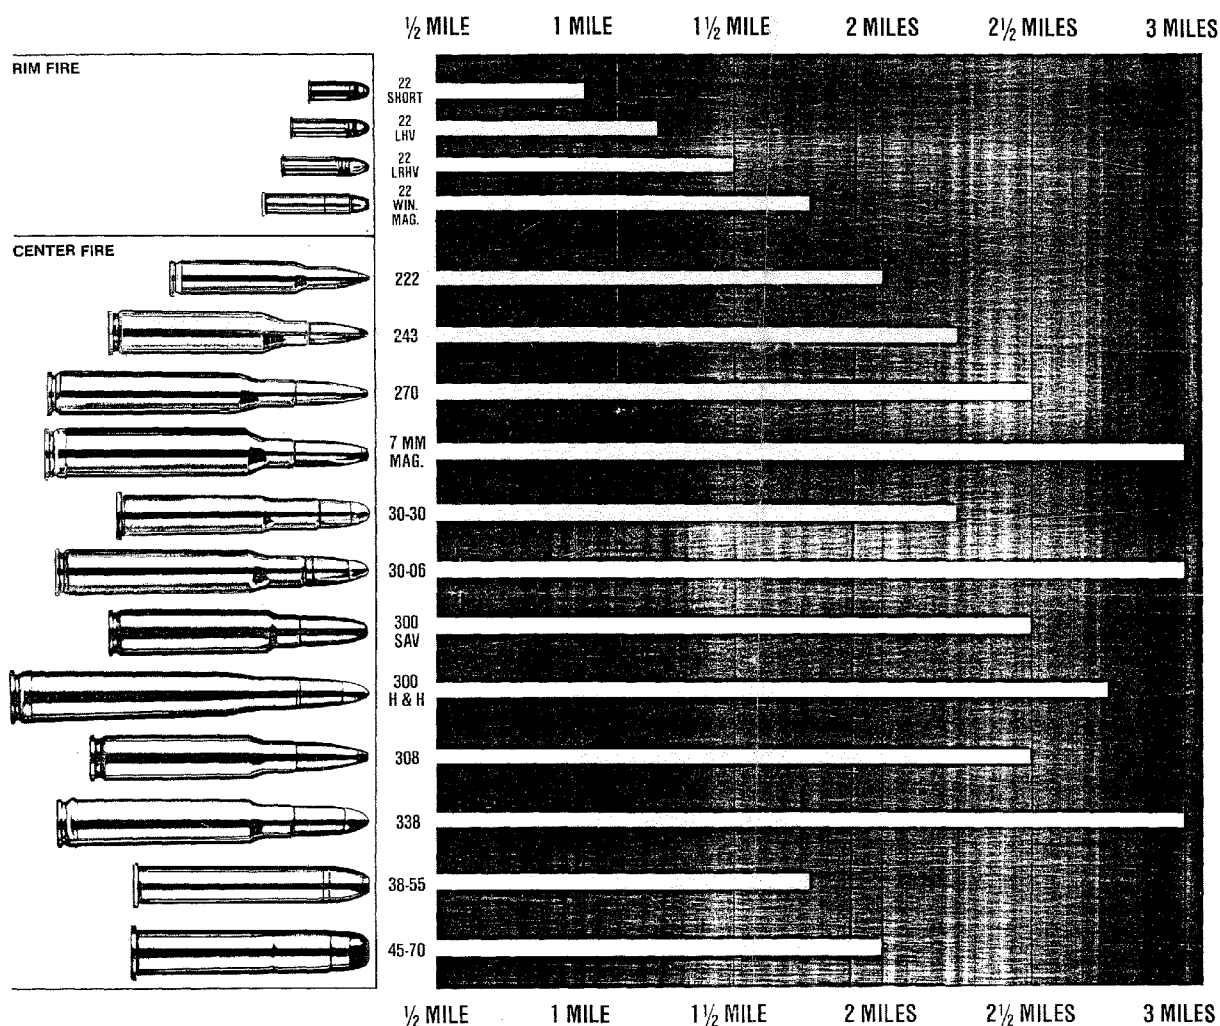 ½ MILE 1 MILE 1½ MILE 2 MILES 2½ MILES 3 MILES
RIM FIRE
22
SHORT
22
LHV
22
LRHV
22
WIN.
MAG.
CENTER FIRE
222
243
270
7 MM
MAG.
30-30
30-06
300
SAV
300
H & H
308
338
38-55
45-70
½ MILE 1 MILE 1½ MILE 2 MILES 2½ MILES 3 MILES